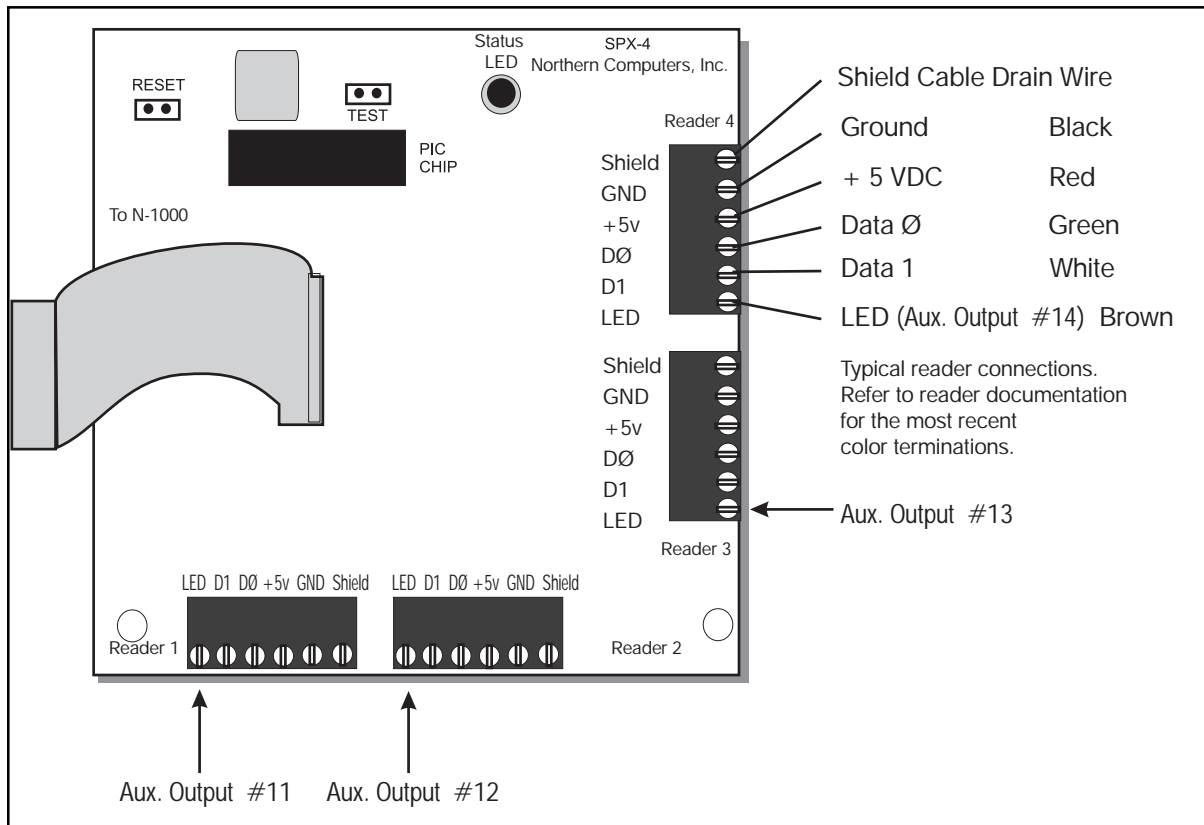 Status
LED
SPX-4
Northern Computers, Inc.
RESET
TEST
PIC
CHIP
To N-1000
Reader 4
Shield
GND
+5v
DØ
D1
LED
Shield Cable Drain Wire
Ground Black
+ 5 VDC Red
Data Ø Green
Data 1 White
LED (Aux. Output #14) Brown
Typical reader connections.
Refer to reader documentation
for the most recent
color terminations.
Shield
GND
+5v
DØ
D1
LED
Aux. Output #13
Reader 3
LED D1 DØ +5v GND Shield
LED D1 DØ +5v GND Shield
Reader 1
Reader 2
Aux. Output #11
Aux. Output #12